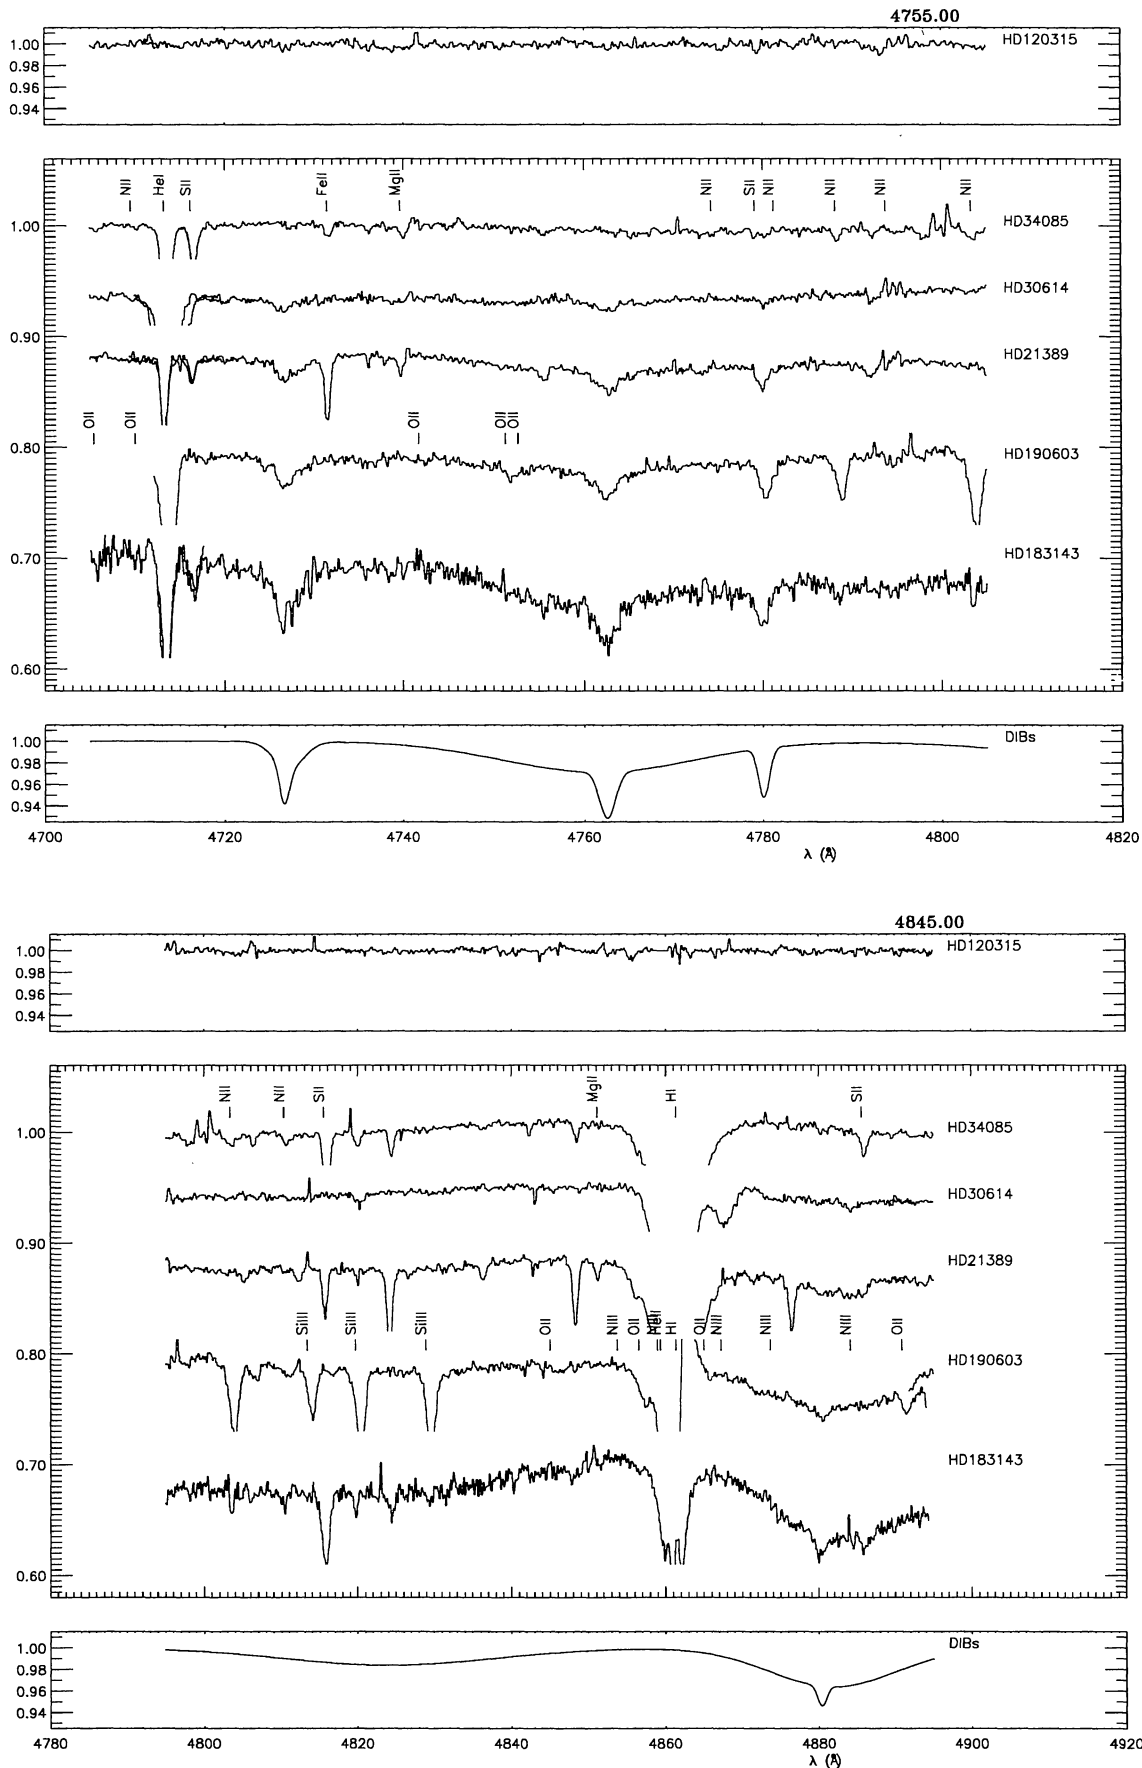 4755.00
1.00
0.98
0.96
0.94
HD120315
NII
HeI
SII
FeII
MgII
NII
SII
NII
NII
NII
NII
1.00
HD34085
HD30614
0.90
HD21389
OII
OII
OII
OII
OII
0.80
HD190603
0.70
HD183143
0.60
DIBs
1.00
0.98
0.96
0.94
4700
4720
4740
4760
4780
4800
4820
λ (Å)
4845.00
1.00
0.98
0.96
0.94
HD120315
NII
NII
SII
MgII
HI
SII
1.00
HD34085
HD30614
0.90
HD21389
SiIII
SiIII
SiIII
OII
NIII
OII
HeII
HI
OII
NIII
NIII
NIII
OII
0.80
HD190603
0.70
HD183143
0.60
DIBs
1.00
0.98
0.96
0.94
4780
4800
4820
4840
4860
4880
4900
4920
λ (Å)